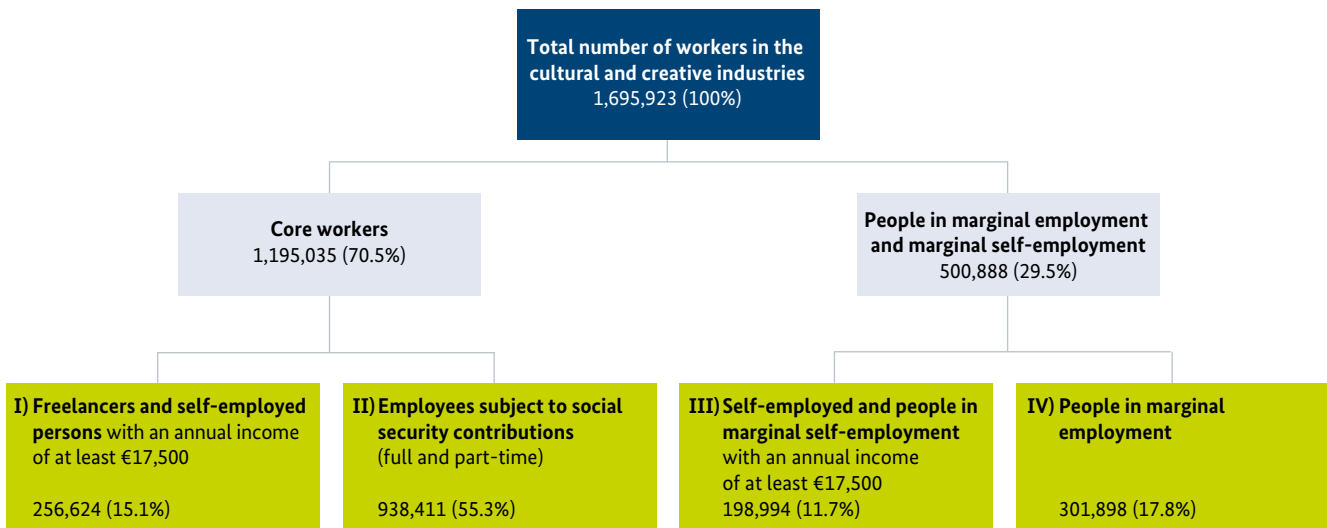 Total number of workers in the
cultural and creative industries
1,695,923 (100%)
Core workers
1,195,035 (70.5%)
People in marginal employment
and marginal self-employment
500,888 (29.5%)
I) Freelancers and self-employed
persons with an annual income
of at least €17,500
256,624 (15.1%)
II) Employees subject to social
security contributions
(full and part-time)
938,411 (55.3%)
III) Self-employed and people in
marginal self-employment
with an annual income
of at least €17,500
198,994 (11.7%)
IV) People in marginal
employment
301,898 (17.8%)